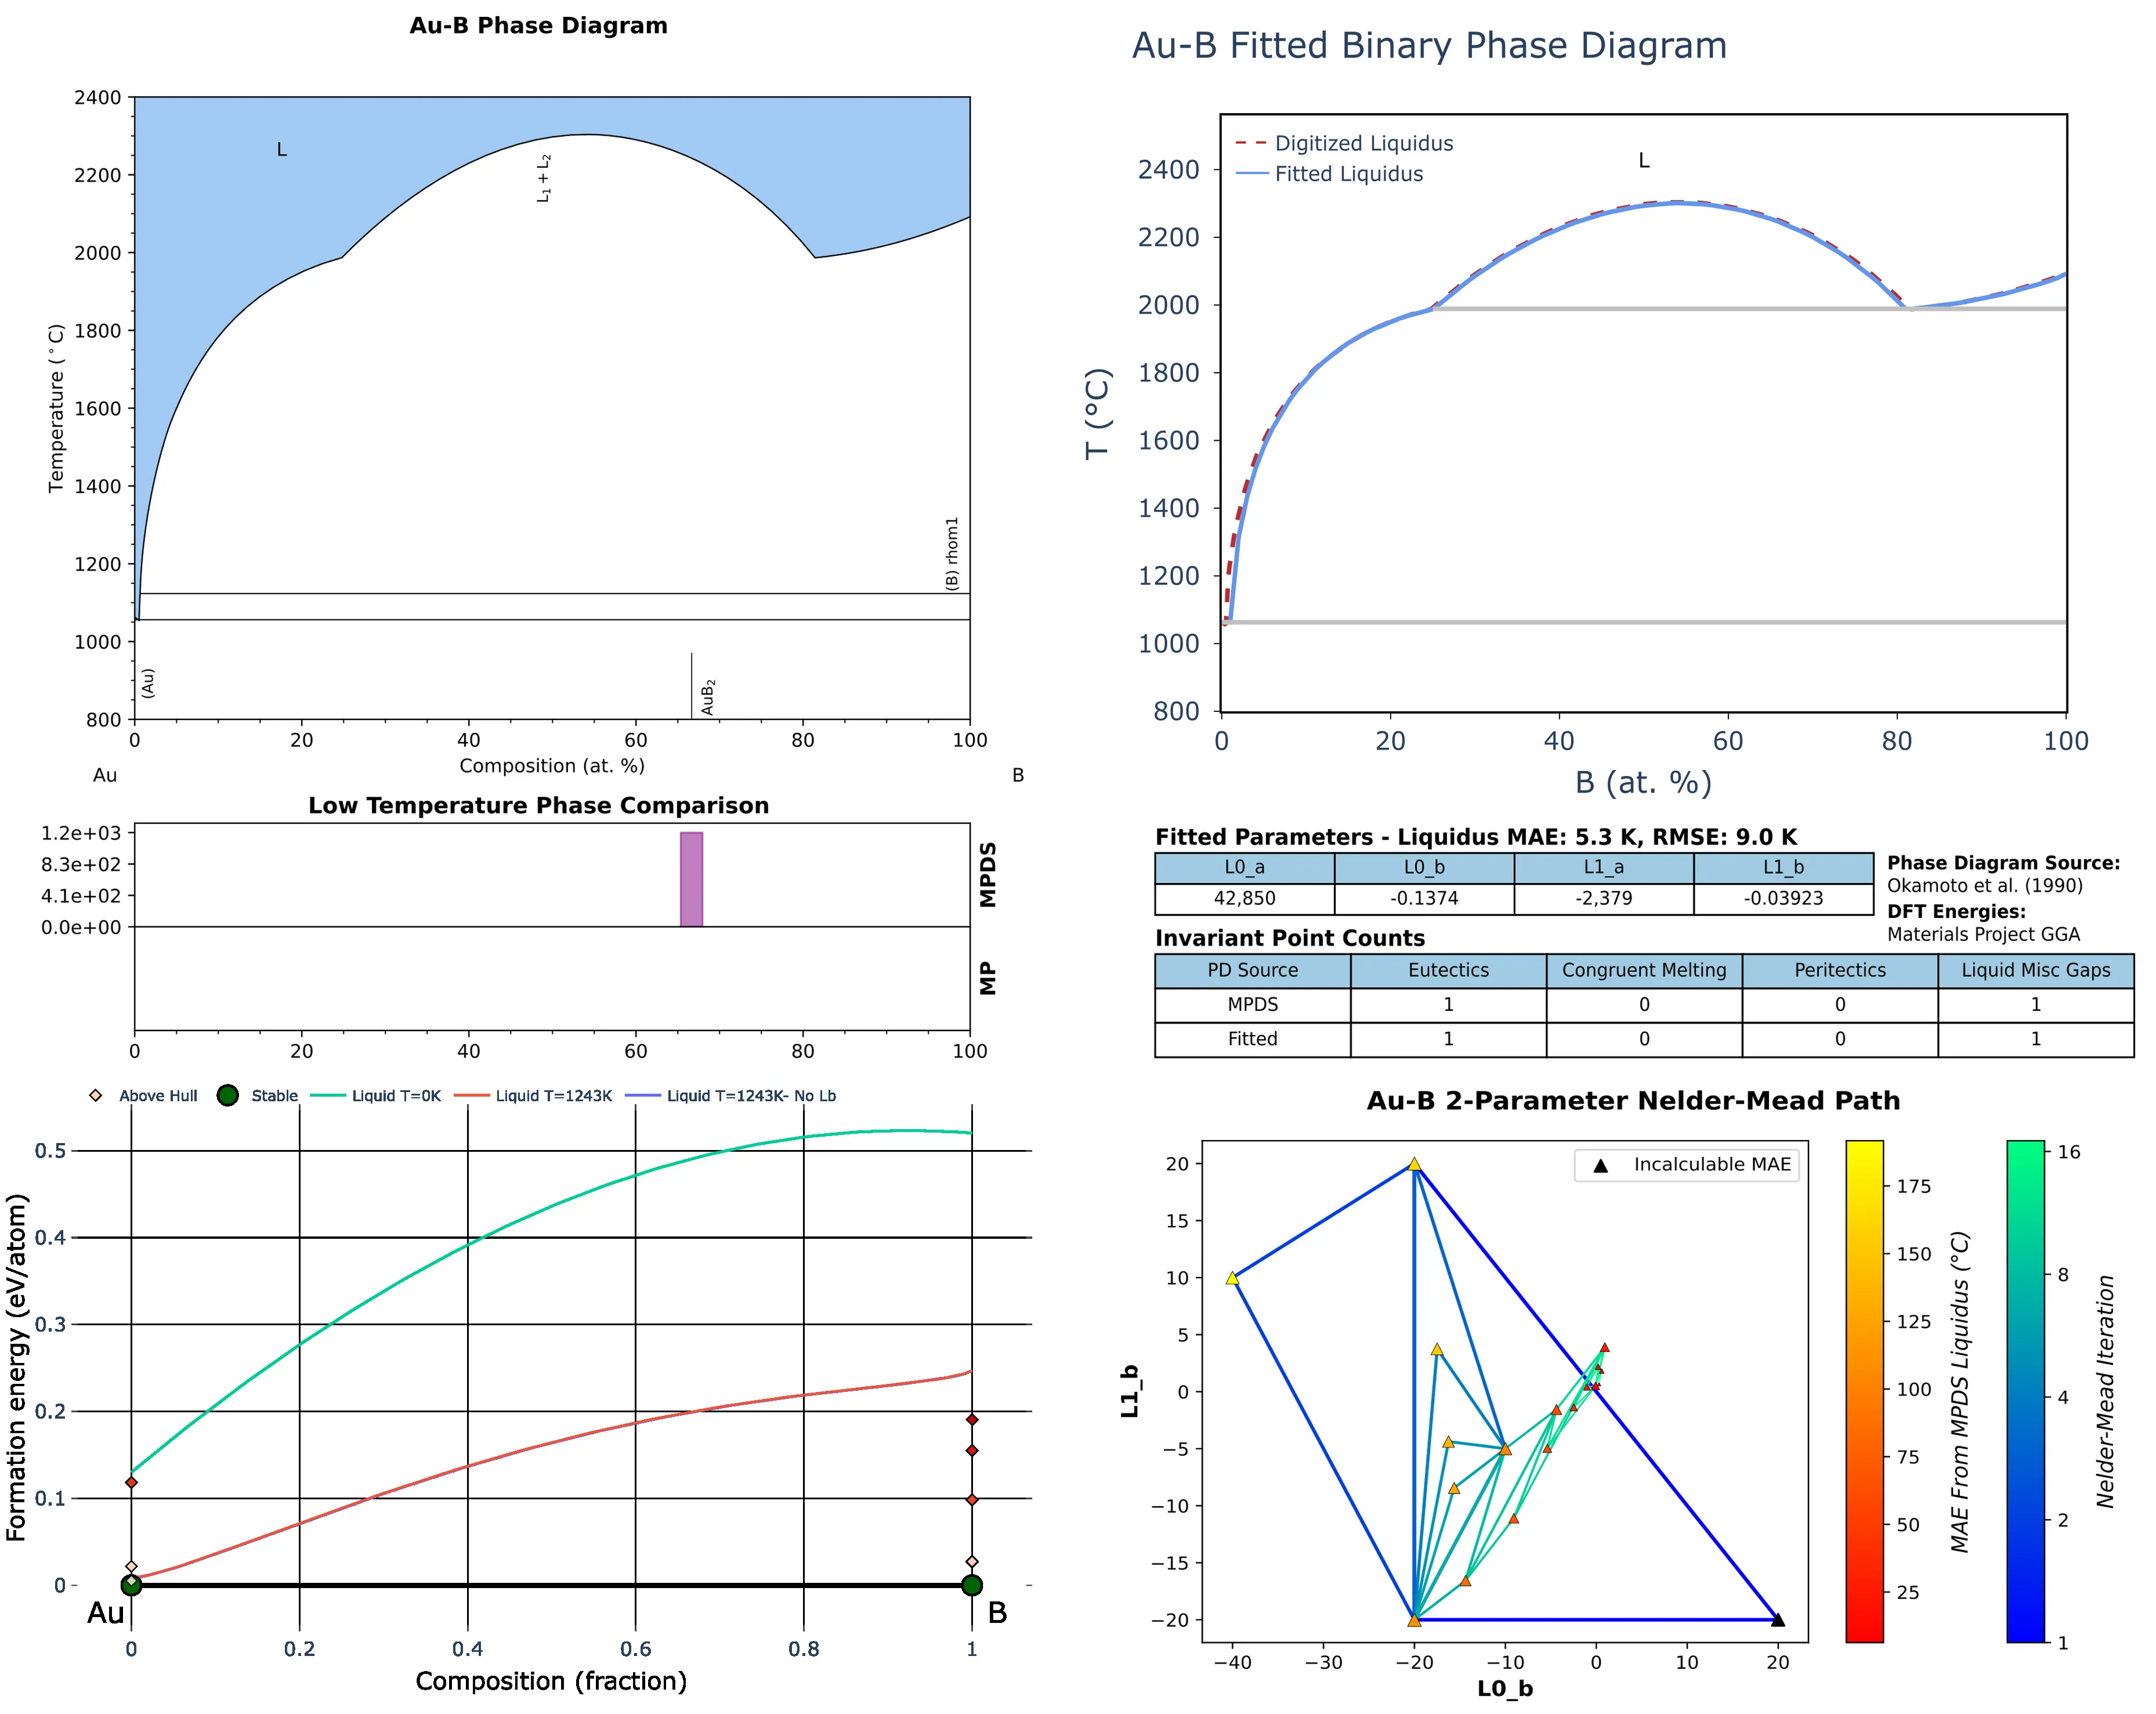 Au-B Phase Diagram
2400
2200
2000
1800
1600
1400
1200
1000
800
Temperature (°C)
L
L₁ + L₂
(B) rhom1
(Au)
AuB₂
0 20 40 60 80 100
Composition (at. %)
Au B
Au-B Fitted Binary Phase Diagram
Digitized Liquidus
Fitted Liquidus
L
2400
2200
2000
1800
1600
1400
1200
1000
800
T (°C)
0 20 40 60 80 100
B (at. %)
Low Temperature Phase Comparison
1.2e+03
8.3e+02
4.1e+02
0.0e+00
MPDS
MP
0 20 40 60 80 100
Fitted Parameters - Liquidus MAE: 5.3 K, RMSE: 9.0 K
L0_a L0_b L1_a L1_b
42,850 -0.1374 -2,379 -0.03923
Phase Diagram Source:
Okamoto et al. (1990)
DFT Energies:
Materials Project GGA
Invariant Point Counts
PD Source Eutectics Congruent Melting Peritectics Liquid Misc Gaps
MPDS 1 0 0 1
Fitted 1 0 0 1
Above Hull Stable Liquid T=0K Liquid T=1243K Liquid T=1243K- No Lb
0.5
0.4
0.3
0.2
0.1
0
Formation energy (eV/atom)
Au B
0 0.2 0.4 0.6 0.8 1
Composition (fraction)
Au-B 2-Parameter Nelder-Mead Path
Incalculable MAE
20
15
10
5
0
−5
−10
−15
−20
L1_b
−40 −30 −20 −10 0 10 20
L0_b
175
150
125
100
75
50
25
MAE From MPDS Liquidus (°C)
16
8
4
2
1
Nelder-Mead Iteration